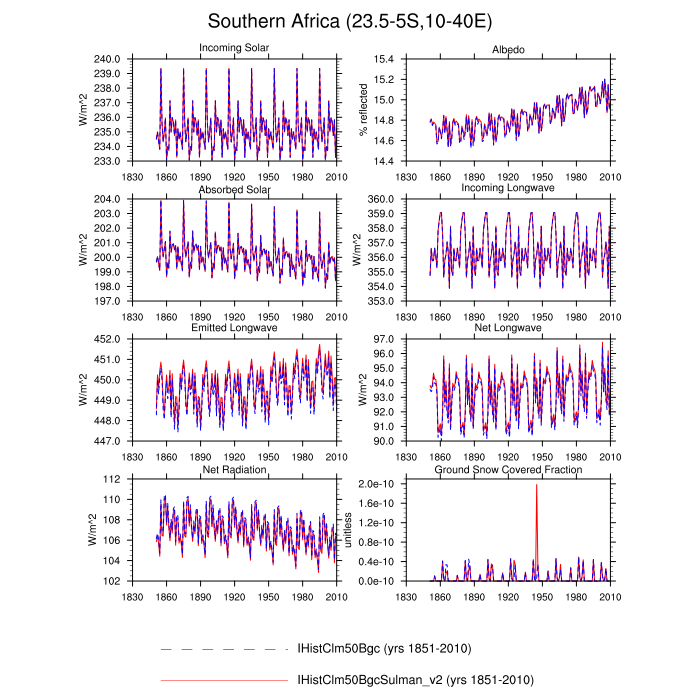 Southern Africa (23.5-5S,10-40E)
Incoming Solar
W/m^2
240.0
239.0
238.0
237.0
236.0
235.0
234.0
233.0
1830 1860 1890 1920 1950 1980 2010
Albedo
% reflected
15.4
15.2
15.0
14.8
14.6
14.4
1830 1860 1890 1920 1950 1980 2010
Absorbed Solar
W/m^2
204.0
203.0
202.0
201.0
200.0
199.0
198.0
197.0
1830 1860 1890 1920 1950 1980 2010
Incoming Longwave
W/m^2
360.0
359.0
358.0
357.0
356.0
355.0
354.0
353.0
1830 1860 1890 1920 1950 1980 2010
Emitted Longwave
W/m^2
452.0
451.0
450.0
449.0
448.0
447.0
1830 1860 1890 1920 1950 1980 2010
Net Longwave
W/m^2
97.0
96.0
95.0
94.0
93.0
92.0
91.0
90.0
1830 1860 1890 1920 1950 1980 2010
Net Radiation
W/m^2
112
110
108
106
104
102
1830 1860 1890 1920 1950 1980 2010
Ground Snow Covered Fraction
unitless
2.0e-10
1.6e-10
1.2e-10
0.8e-10
0.4e-10
0.0e-10
1830 1860 1890 1920 1950 1980 2010
IHistClm50Bgc (yrs 1851-2010)
IHistClm50BgcSulman_v2 (yrs 1851-2010)